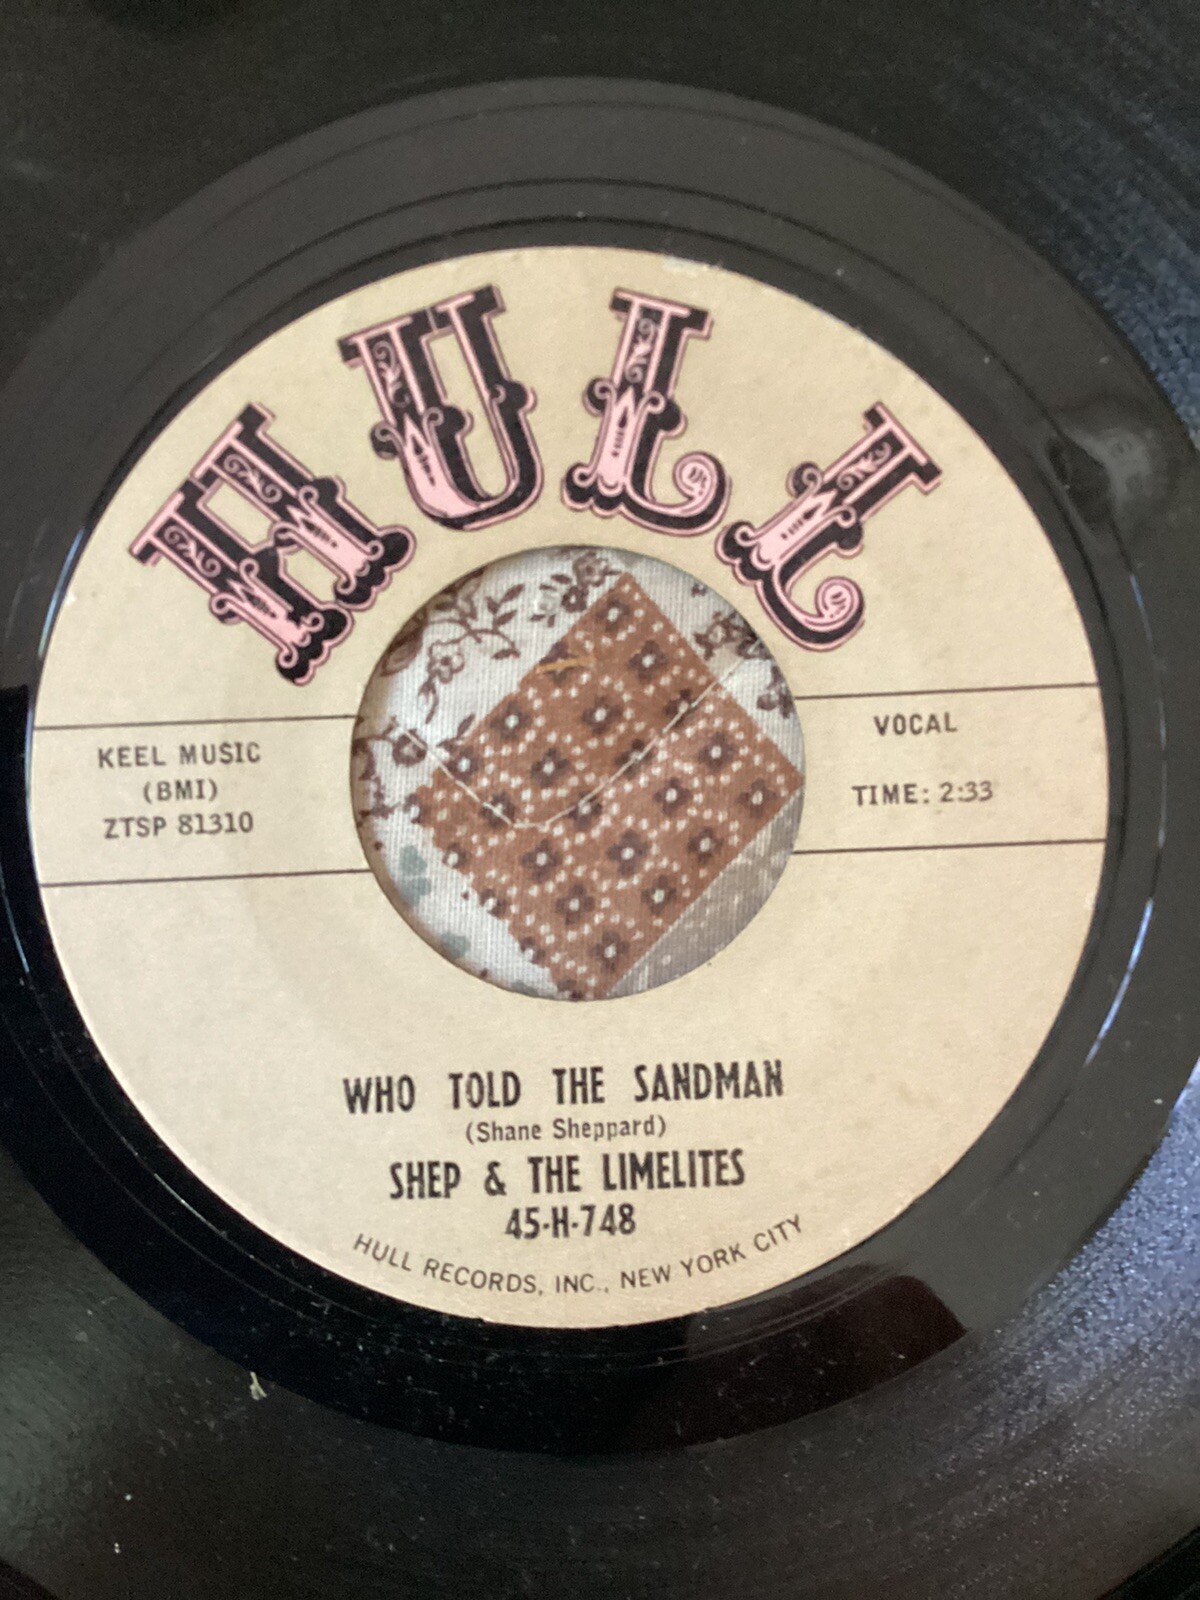 HULL
KEEL MUSIC
(BMI)
ZTSP 81310
VOCAL
TIME: 2:33
WHO TOLD THE SANDMAN
(Shane Sheppard)
SHEP & THE LIMELITES
45-H-748
HULL RECORDS, INC., NEW YORK CITY